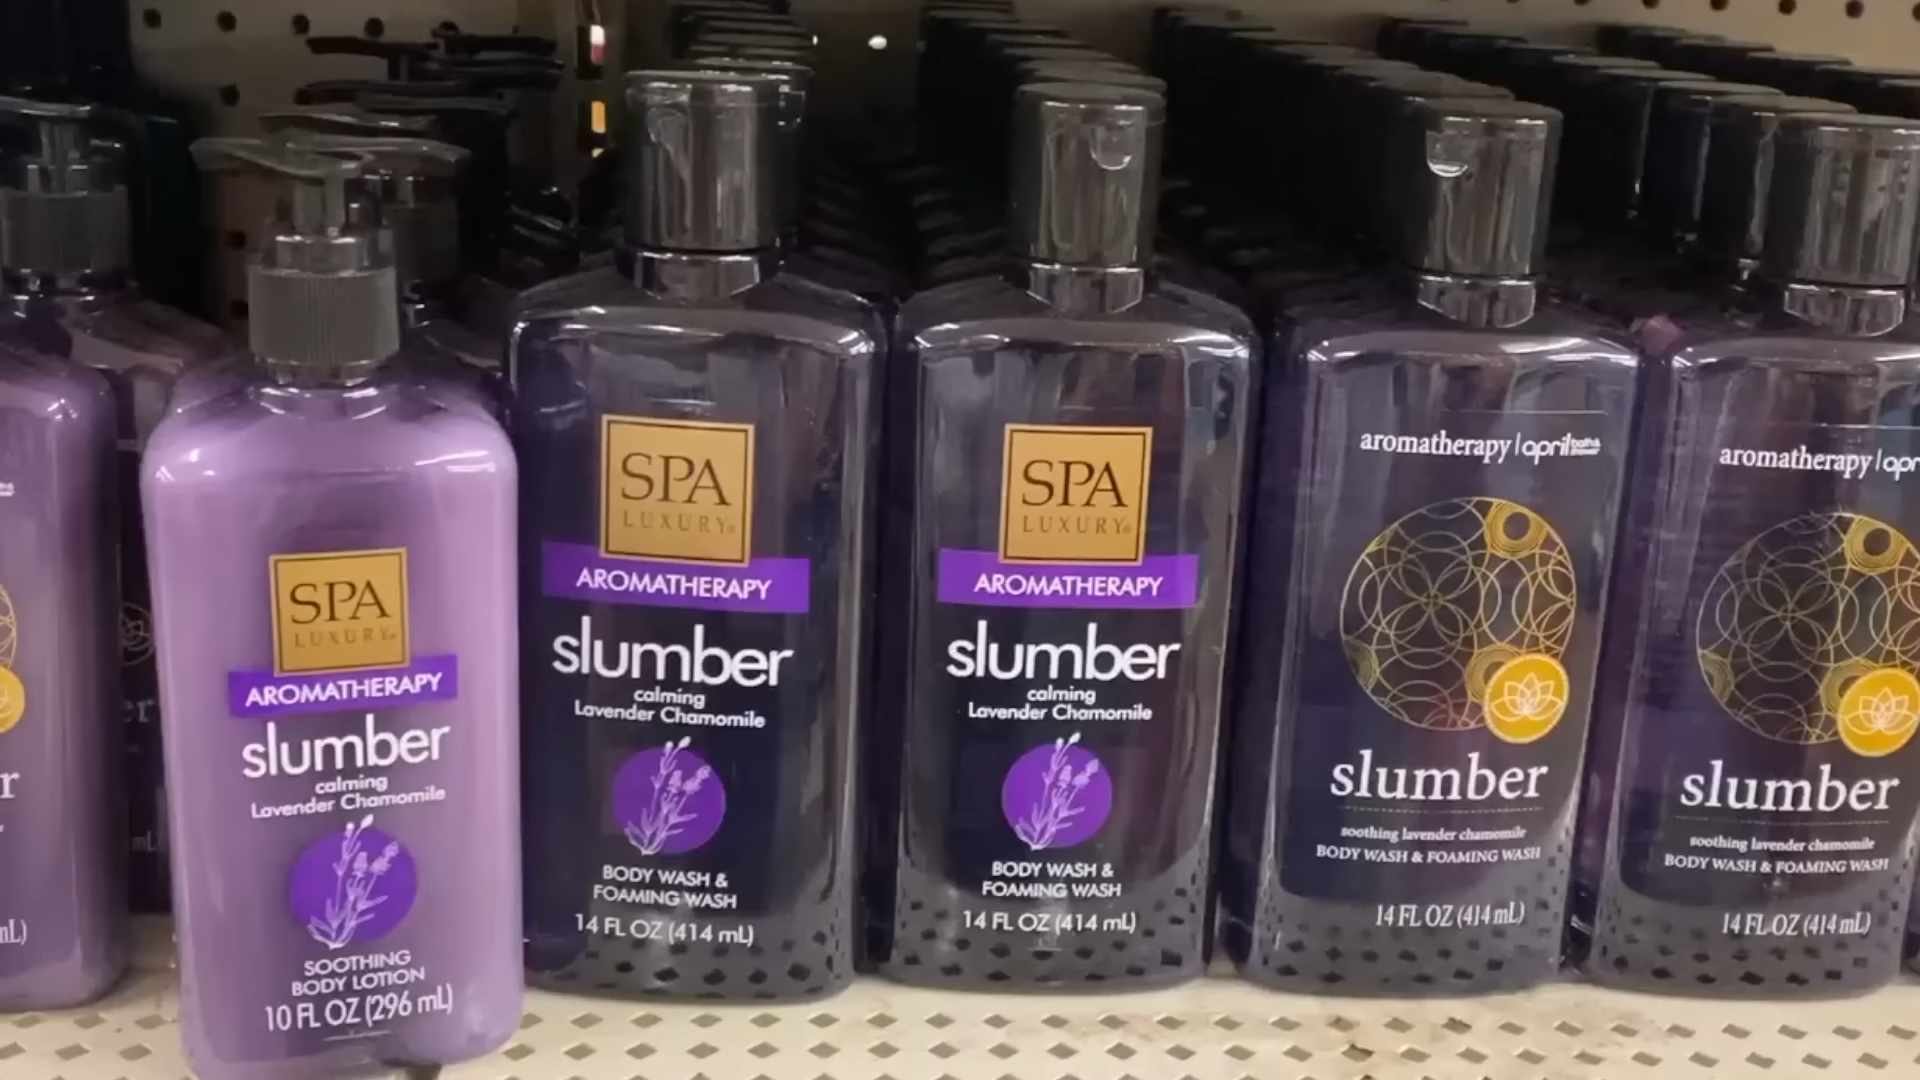 SPA
LUXURY®
AROMATHERAPY
slumber
calming
Lavender Chamomile
SOOTHING
BODY LOTION
10 FL OZ (296 mL)
SPA
LUXURY®
AROMATHERAPY
slumber
calming
Lavender Chamomile
BODY WASH &
FOAMING WASH
14 FL OZ (414 mL)
SPA
LUXURY®
AROMATHERAPY
slumber
calming
Lavender Chamomile
BODY WASH &
FOAMING WASH
14 FL OZ (414 mL)
aromatherapy | april bath & shower
slumber
soothing lavender chamomile
BODY WASH & FOAMING WASH
14 FL OZ (414 mL)
aromatherapy | apr
slumber
soothing lavender chamomile
BODY WASH & FOAMING WASH
14 FL OZ (414 mL)